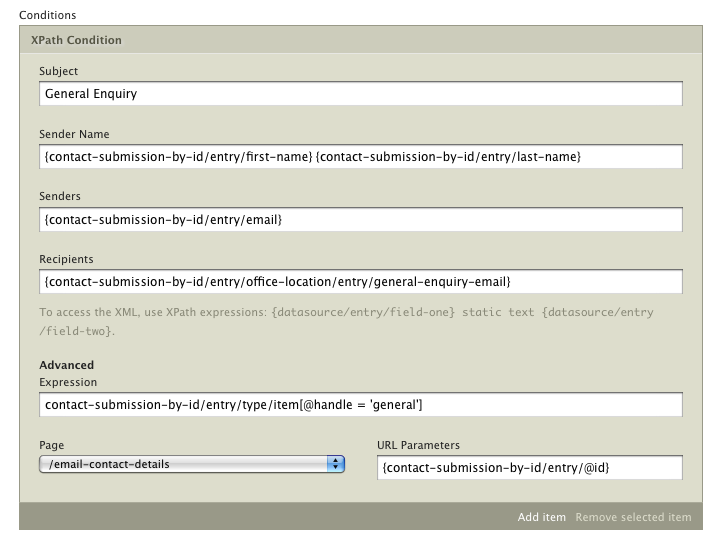 Conditions
XPath Condition
Subject
General Enquiry
Sender Name
{contact-submission-by-id/entry/first-name} {contact-submission-by-id/entry/last-name}
Senders
{contact-submission-by-id/entry/email}
Recipients
{contact-submission-by-id/entry/office-location/entry/general-enquiry-email}
To access the XML, use XPath expressions: {datasource/entry/field-one} static text {datasource/entry
/field-two}.
Advanced
Expression
contact-submission-by-id/entry/type/item[@handle = 'general']
Page
URL Parameters
/email-contact-details
{contact-submission-by-id/entry/@id}
Add item Remove selected item